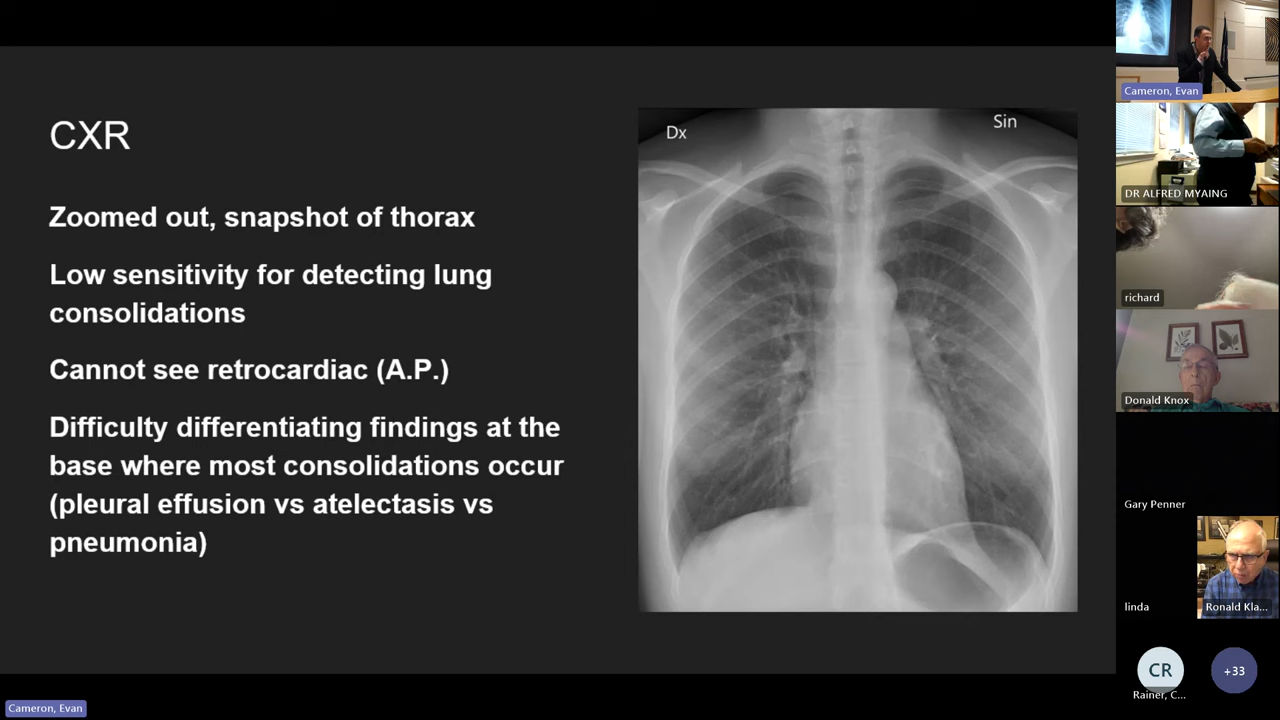 CXR
Zoomed out, snapshot of thorax
Low sensitivity for detecting lung
consolidations
Cannot see retrocardiac (A.P.)
Difficulty differentiating findings at the
base where most consolidations occur
(pleural effusion vs atelectasis vs
pneumonia)
Dx
Sin
Cameron, Evan
DR ALFRED MYAING
richard
Donald Knox
Gary Penner
linda
Ronald Kla...
CR
Rainer, C...
+33
Cameron, Evan